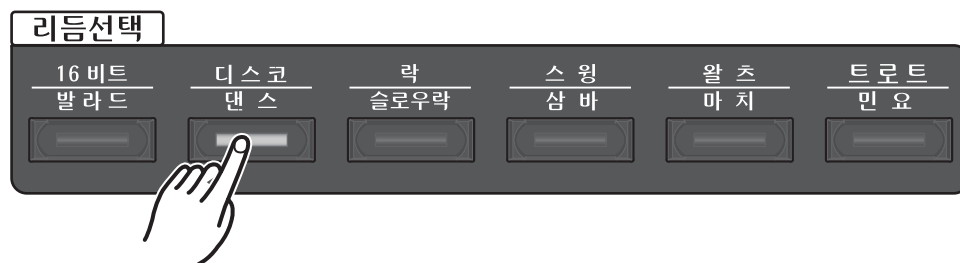 리듬선택
16 비트 디 스 코 락 스 윙 왈 츠 트 로 트
발 라 드 댄 스 슬로우락 삼 바 마 치 민 요